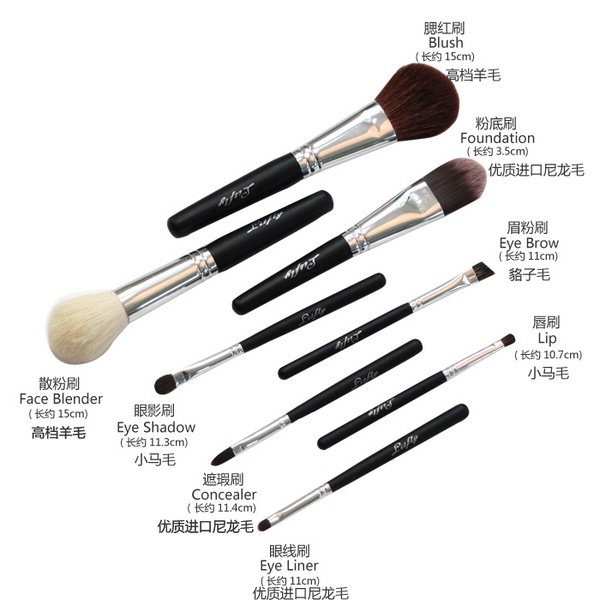 腮红刷
Blush
(长约 15cm)
高档羊毛
粉底刷
Foundation
(长约 3.5cm)
优质进口尼龙毛
眉粉刷
Eye Brow
(长约 11cm)
貉子毛
唇刷
Lip
(长约 10.7cm)
小马毛
散粉刷
Face Blender
(长约 15cm)
高档羊毛
眼影刷
Eye Shadow
(长约 11.3cm)
小马毛
遮瑕刷
Concealer
(长约 11.4cm)
优质进口尼龙毛
眼线刷
Eye Liner
(长约 11cm)
优质进口尼龙毛